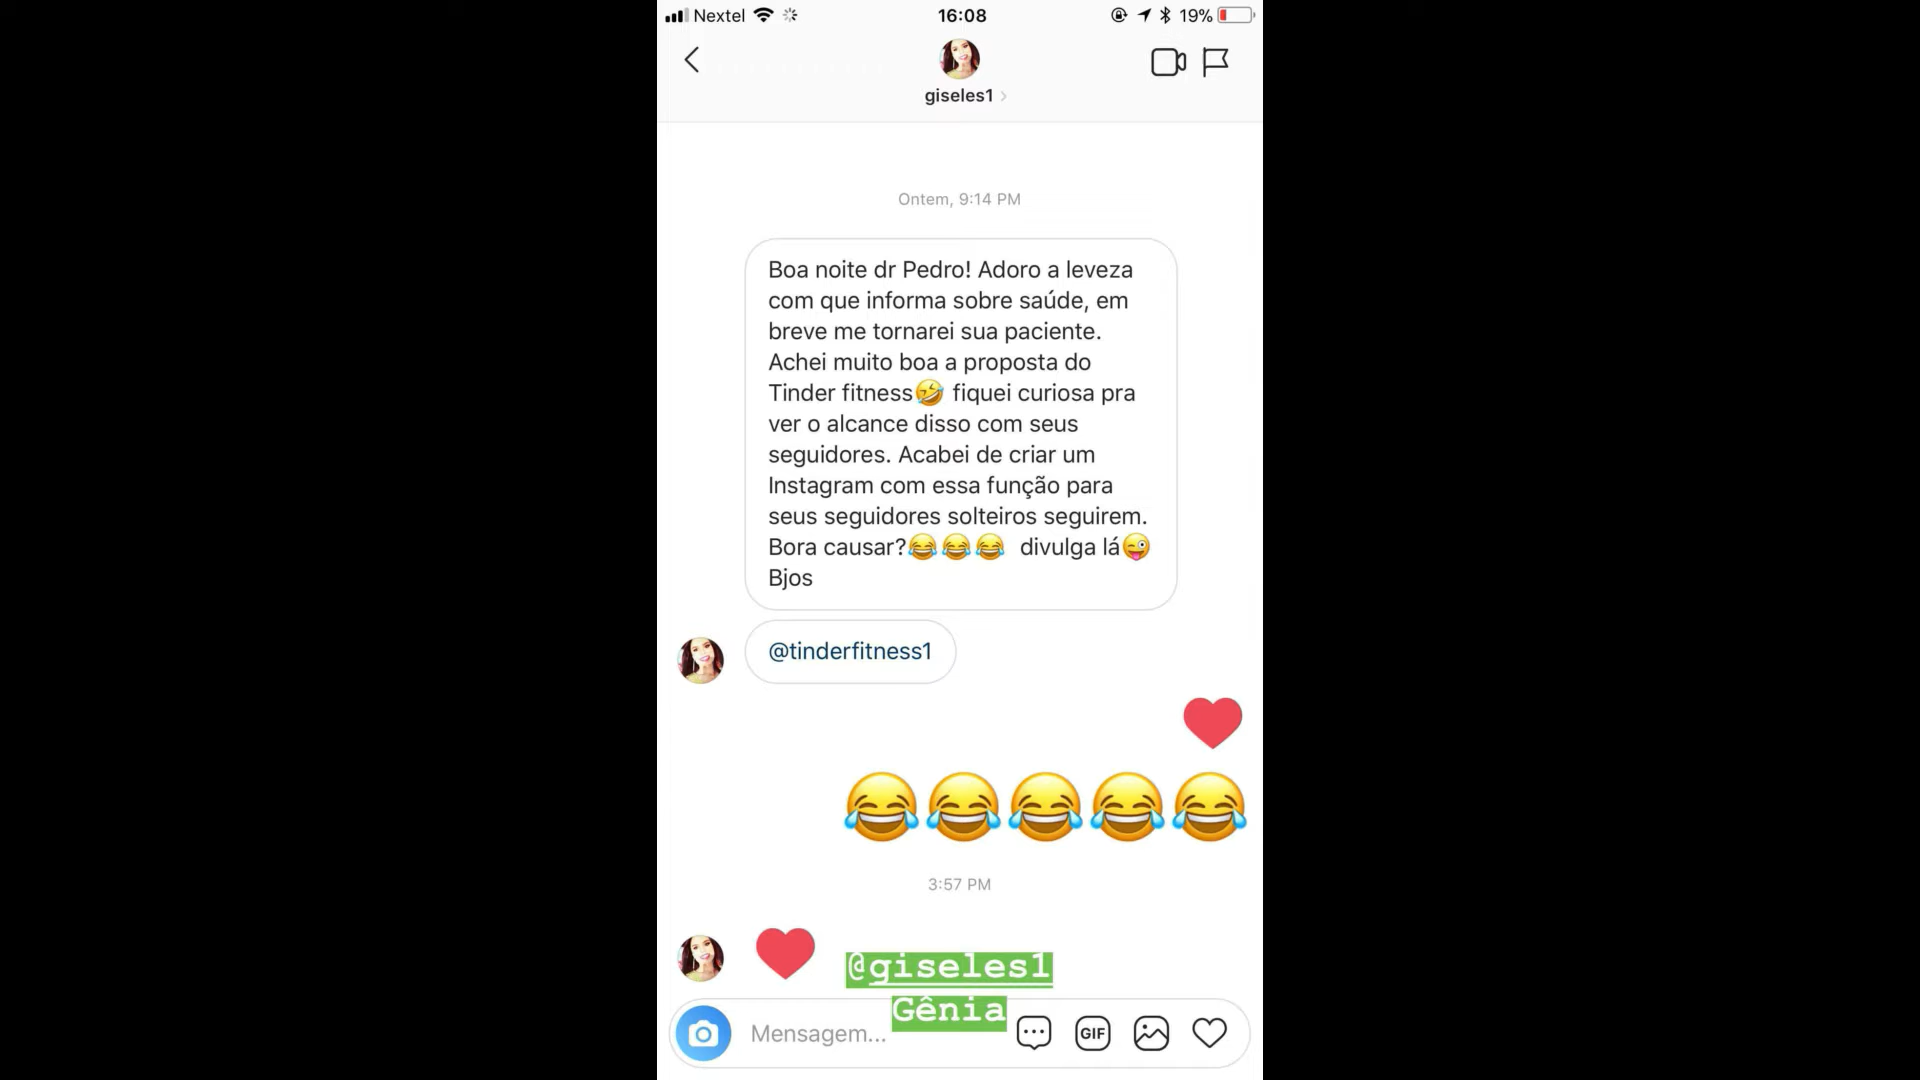 Nextel 16:08 19%
giseles1
Ontem, 9:14 PM
Boa noite dr Pedro! Adoro a leveza
com que informa sobre saúde, em
breve me tornarei sua paciente.
Achei muito boa a proposta do
Tinder fitness🤣 fiquei curiosa pra
ver o alcance disso com seus
seguidores. Acabei de criar um
Instagram com essa função para
seus seguidores solteiros seguirem.
Bora causar?😂😂😂 divulga lá😜
Bjos
@tinderfitness1
😂😂😂😂😂
3:57 PM
@giseles1
Gênia
Mensagem...
GIF